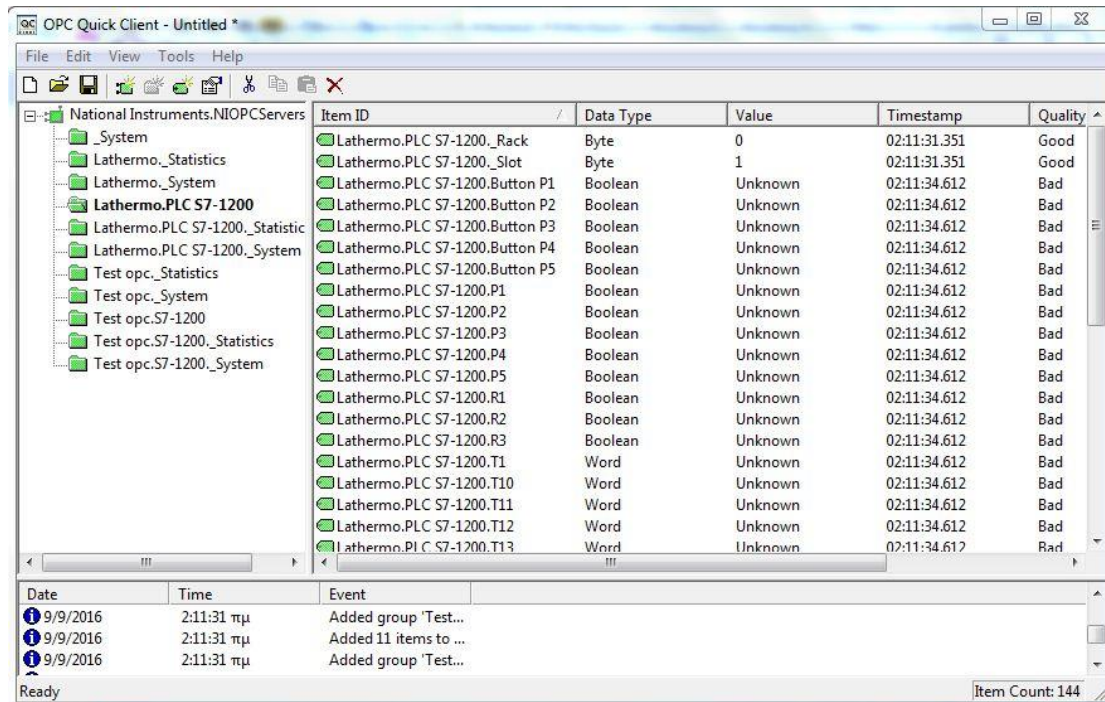 OPC Quick Client - Untitled *
File Edit View Tools Help
National Instruments.NIOPCServers
_System
Lathermo._Statistics
Lathermo._System
Lathermo.PLC S7-1200
Lathermo.PLC S7-1200._Statistic
Lathermo.PLC S7-1200._System
Test opc._Statistics
Test opc._System
Test opc.S7-1200
Test opc.S7-1200._Statistics
Test opc.S7-1200._System
Item ID Data Type Value Timestamp Quality
Lathermo.PLC S7-1200._Rack Byte 0 02:11:31.351 Good
Lathermo.PLC S7-1200._Slot Byte 1 02:11:31.351 Good
Lathermo.PLC S7-1200.Button P1 Boolean Unknown 02:11:34.612 Bad
Lathermo.PLC S7-1200.Button P2 Boolean Unknown 02:11:34.612 Bad
Lathermo.PLC S7-1200.Button P3 Boolean Unknown 02:11:34.612 Bad
Lathermo.PLC S7-1200.Button P4 Boolean Unknown 02:11:34.612 Bad
Lathermo.PLC S7-1200.Button P5 Boolean Unknown 02:11:34.612 Bad
Lathermo.PLC S7-1200.P1 Boolean Unknown 02:11:34.612 Bad
Lathermo.PLC S7-1200.P2 Boolean Unknown 02:11:34.612 Bad
Lathermo.PLC S7-1200.P3 Boolean Unknown 02:11:34.612 Bad
Lathermo.PLC S7-1200.P4 Boolean Unknown 02:11:34.612 Bad
Lathermo.PLC S7-1200.P5 Boolean Unknown 02:11:34.612 Bad
Lathermo.PLC S7-1200.R1 Boolean Unknown 02:11:34.612 Bad
Lathermo.PLC S7-1200.R2 Boolean Unknown 02:11:34.612 Bad
Lathermo.PLC S7-1200.R3 Boolean Unknown 02:11:34.612 Bad
Lathermo.PLC S7-1200.T1 Word Unknown 02:11:34.612 Bad
Lathermo.PLC S7-1200.T10 Word Unknown 02:11:34.612 Bad
Lathermo.PLC S7-1200.T11 Word Unknown 02:11:34.612 Bad
Lathermo.PLC S7-1200.T12 Word Unknown 02:11:34.612 Bad
Lathermo.PLC S7-1200.T13 Word Unknown 02:11:34.612 Bad
Date Time Event
9/9/2016 2:11:31 πμ Added group 'Test...
9/9/2016 2:11:31 πμ Added 11 items to ...
9/9/2016 2:11:31 πμ Added group 'Test...
Ready Item Count: 144